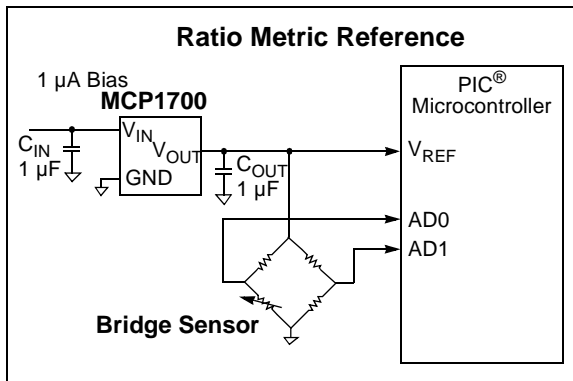 Ratio Metric Reference
1 µA Bias
MCP1700
PIC®
Microcontroller
VIN
VOUT
GND
CIN
1 µF
COUT
1 µF
VREF
AD0
AD1
Bridge Sensor